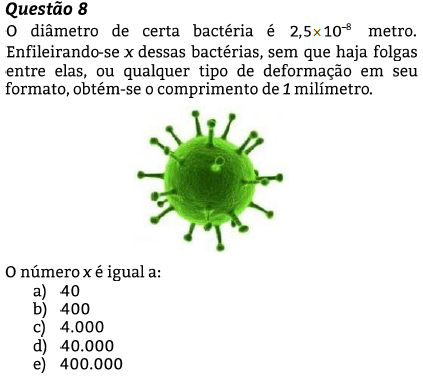 Questão 8
O diâmetro de certa bactéria é 2,5×10⁻⁸ metro.
Enfileirando-se x dessas bactérias, sem que haja folgas
entre elas, ou qualquer tipo de deformação em seu
formato, obtém-se o comprimento de 1 milímetro.
O número x é igual a:
a) 40
b) 400
c) 4.000
d) 40.000
e) 400.000